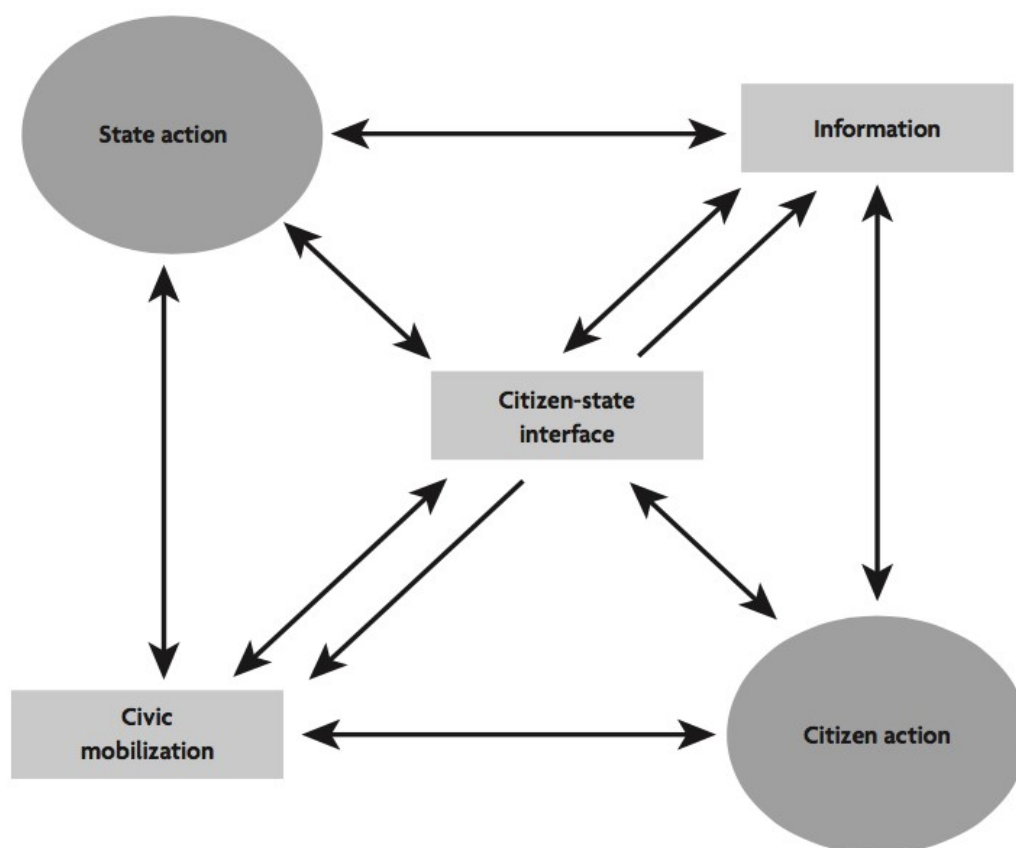 State action
Information
Citizen-state
interface
Civic
mobilization
Citizen action